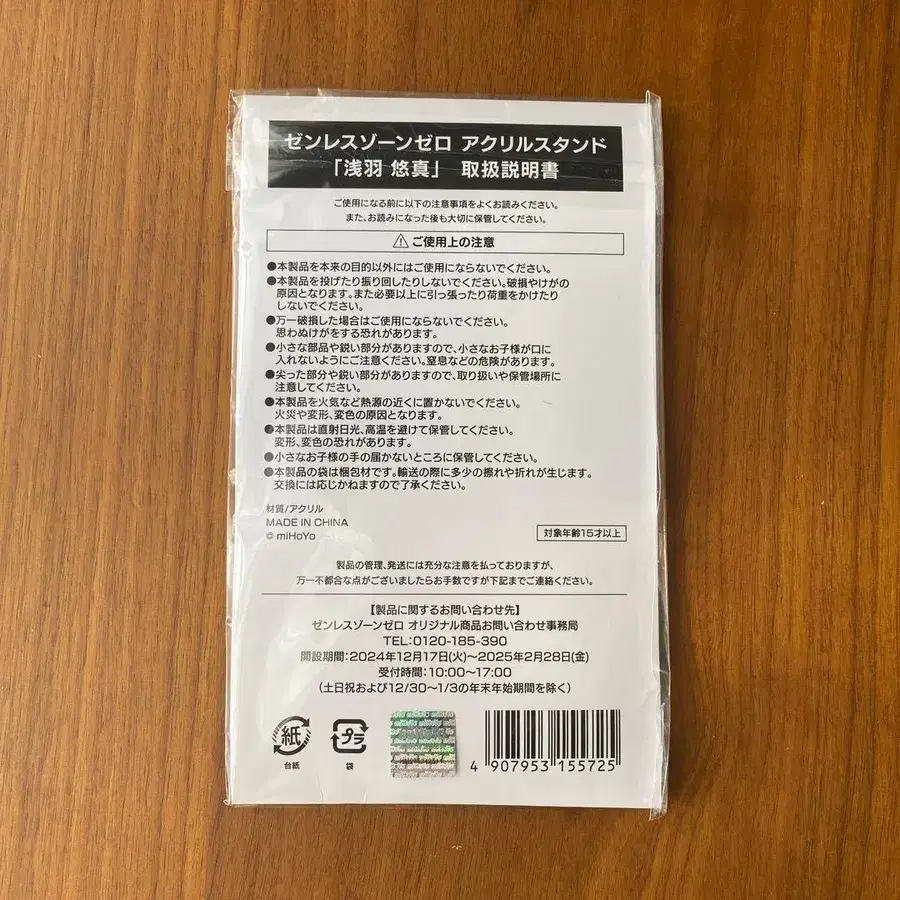 ゼンレスゾーンゼロ アクリルスタンド
「浅羽 悠真」 取扱説明書
ご使用になる前に以下の注意事項をよくお読みください。
また、お読みになった後も大切に保管してください。
⚠ご使用上の注意
●本製品を本来の目的以外にはご使用にならないでください。
●本製品を投げたり振り回したりしないでください。破損やけがの
原因となります。また必要以上に引っ張ったり荷重をかけたり
しないでください。
●万一破損した場合はご使用にならないでください。
思わぬけがをする恐れがあります。
●小さな部品や鋭い部分がありますので、小さなお子様が口に
入れないようにご注意ください。窒息などの危険があります。
●尖った部分や鋭い部分がありますので、取り扱いや保管場所に
注意してください。
●本製品を火気など熱源の近くに置かないでください。
火災や変形、変色の原因となります。
●本製品は直射日光、高温を避けて保管してください。
変形、変色の恐れがあります。
●小さなお子様の手の届かないところに保管してください。
●本製品の袋は梱包材です。輸送の際に多少の擦れや折れが生じます。
交換には応じかねますので了承ください。
材質/アクリル
MADE IN CHINA
© miHoYo
対象年齢15才以上
製品の管理、発送には充分な注意を払っておりますが、
万一不都合な点がございましたらお手数ですが下記までご連絡ください。
【製品に関するお問い合わせ先】
ゼンレスゾーンゼロ オリジナル商品お問い合わせ事務局
TEL:0120-185-390
開設期間:2024年12月17日(火)～2025年2月28日(金)
受付時間:10:00～17:00
(土日祝および12/30～1/3の年末年始期間を除く)
紙
台紙
プラ
袋
4 907953 155725